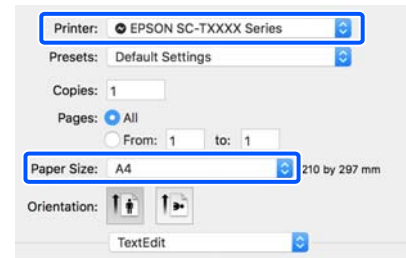 Printer: EPSON SC-TXXXX Series
Presets: Default Settings
Copies: 1
Pages: All
From: 1 to: 1
Paper Size: A4 210 by 297 mm
Orientation:
TextEdit